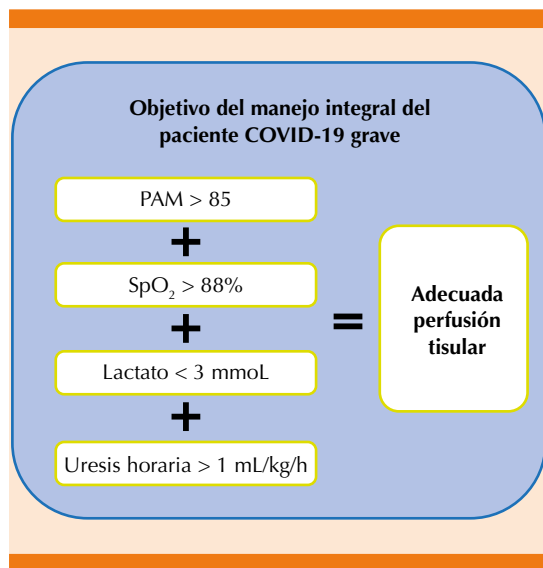 Objetivo del manejo integral del
paciente COVID-19 grave
PAM > 85
+
SpO₂ > 88%
+
Lactato < 3 mmoL
+
Uresis horaria > 1 mL/kg/h
=
Adecuada
perfusión
tisular